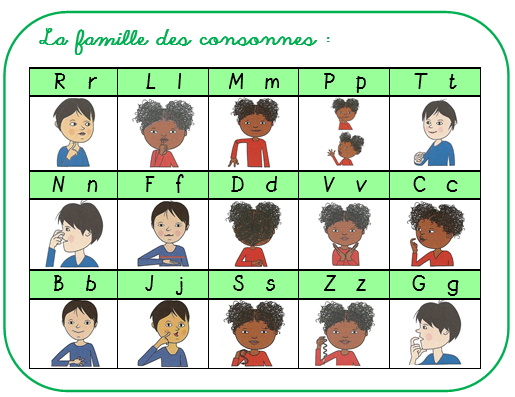 La famille des consonnes :
R r L l M m P p T t
N n F f D d V v C c
B b J j S s Z z G g